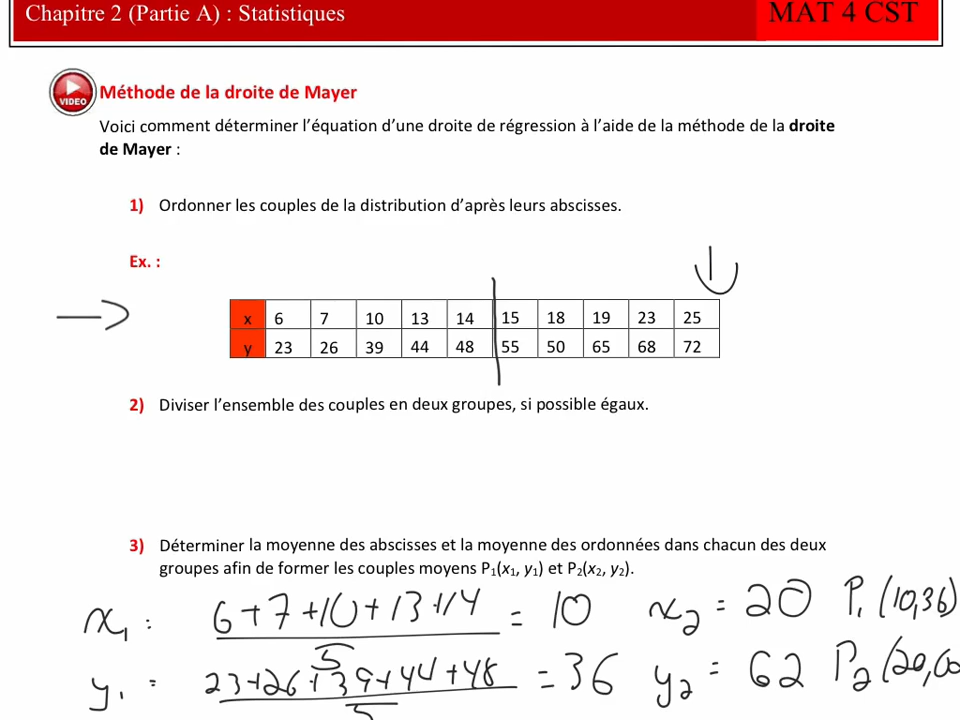 Chapitre 2 (Partie A) : Statistiques
MAT 4 CST
VIDEO
Méthode de la droite de Mayer
Voici comment déterminer l'équation d'une droite de régression à l'aide de la méthode de la droite
de Mayer :
1) Ordonner les couples de la distribution d'après leurs abscisses.
Ex. :
x 6 7 10 13 14 15 18 19 23 25
y 23 26 39 44 48 55 50 65 68 72
2) Diviser l'ensemble des couples en deux groupes, si possible égaux.
3) Déterminer la moyenne des abscisses et la moyenne des ordonnées dans chacun des deux
groupes afin de former les couples moyens P₁(x₁, y₁) et P₂(x₂, y₂).
x₁ : 6+7+10+13+14 = 10 x₂ = 20 P₁ (10,36)
5
y₁ : 23+26+39+44+48 = 36 y₂ = 62 P₂ (20,
5